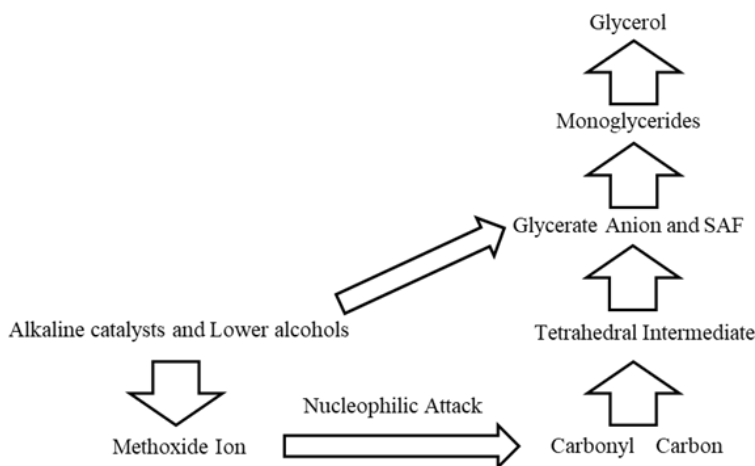 Glycerol
Monoglycerides
Glycerate Anion and SAF
Alkaline catalysts and Lower alcohols
Tetrahedral Intermediate
Nucleophilic Attack
Methoxide Ion
Carbonyl Carbon